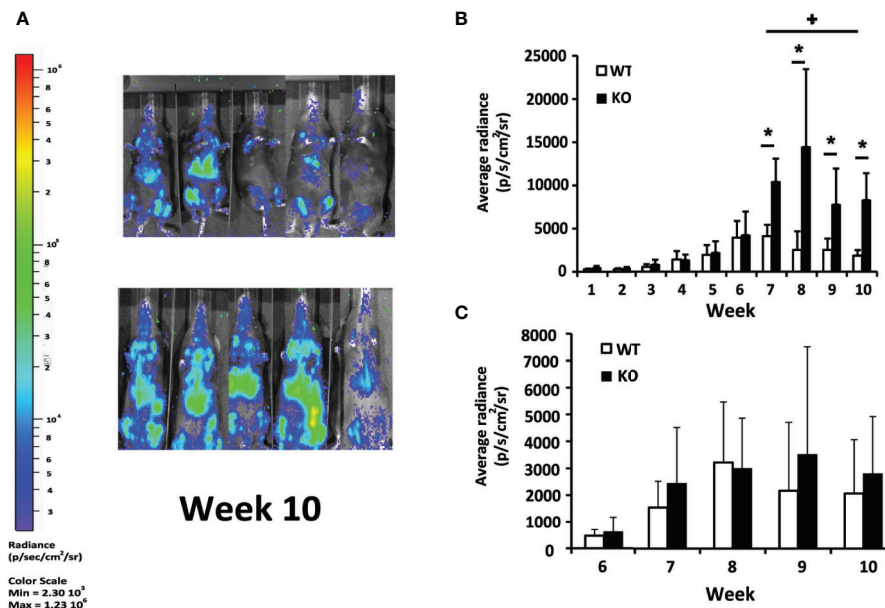 A
10⁶
5
4
3
2
10⁵
8
6
5
4
3
2
10⁴
8
6
5
4
3
Radiance
(p/sec/cm²/sr)
Color Scale
Min = 2.30 10³
Max = 1.23 10⁶
Week 10
B
+
*
*
*
*
WT
KO
Average radiance
(p/s/cm²/sr)
25000
20000
15000
10000
5000
0
1 2 3 4 5 6 7 8 9 10
Week
C
WT
KO
Average radiance
(p/s/cm²/sr)
8000
7000
6000
5000
4000
3000
2000
1000
0
6 7 8 9 10
Week